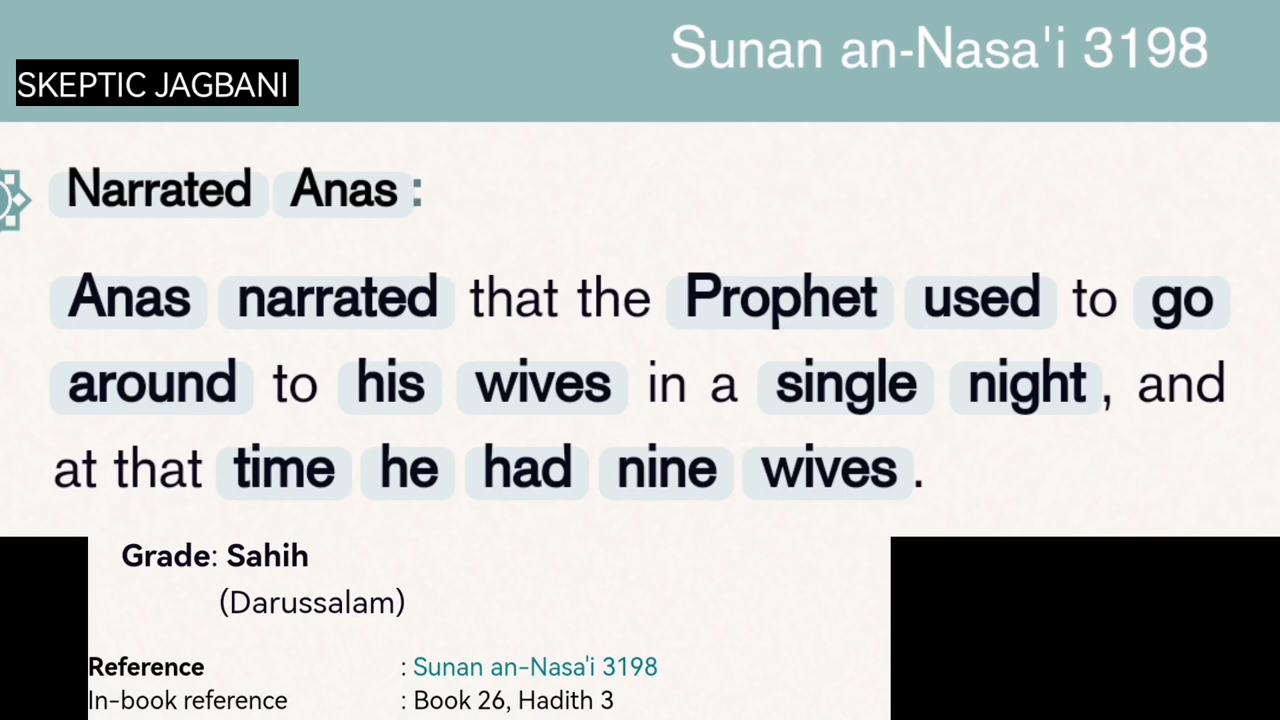 Sunan an-Nasa'i 3198
SKEPTIC JAGBANI
Narrated Anas:
Anas narrated that the Prophet used to go
around to his wives in a single night, and
at that time he had nine wives.
Grade: Sahih
(Darussalam)
Reference : Sunan an-Nasa'i 3198
In-book reference : Book 26, Hadith 3